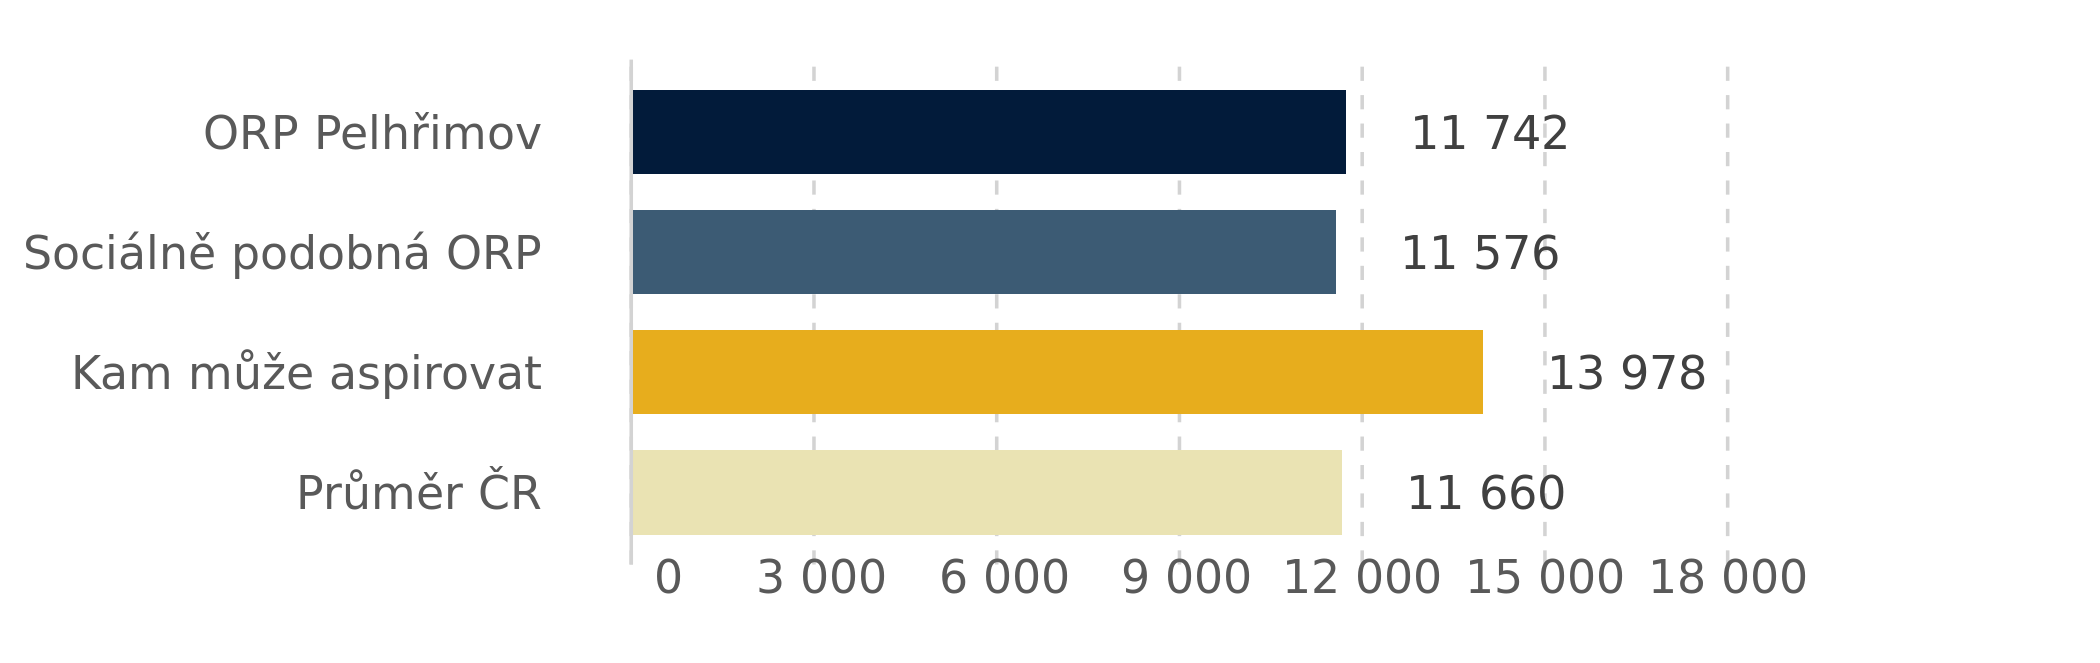 ORP Pelhřimov 11 742
Sociálně podobná ORP 11 576
Kam může aspirovat 13 978
Průměr ČR 11 660
0 3 000 6 000 9 000 12 000 15 000 18 000